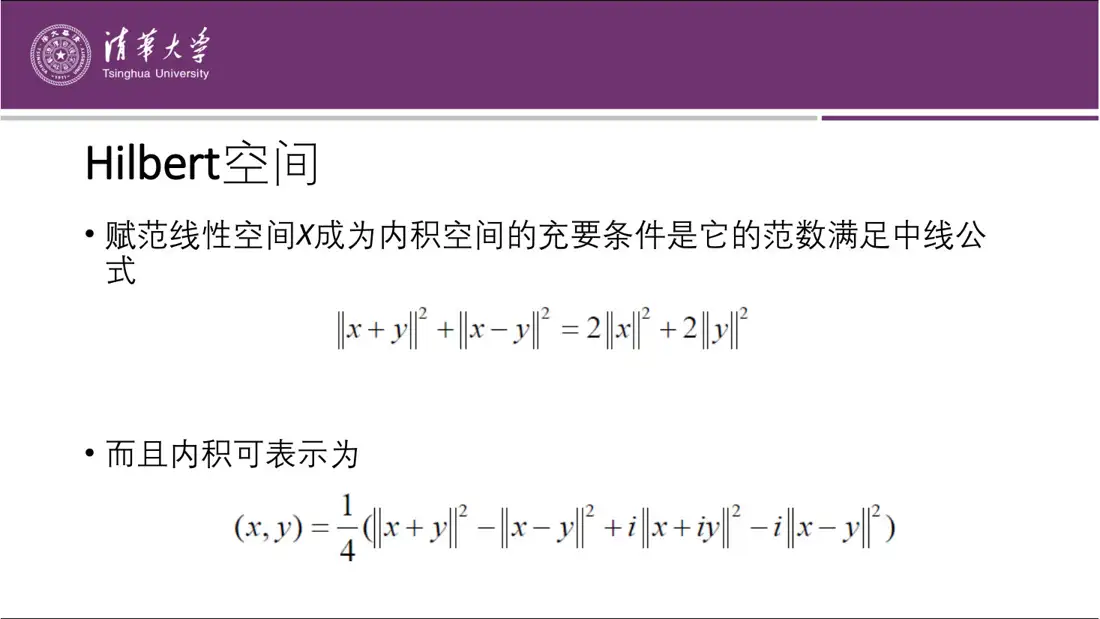 清华大学
Tsinghua University
Hilbert空间
• 赋范线性空间X成为内积空间的充要条件是它的范数满足中线公
式
‖x + y‖² + ‖x − y‖² = 2‖x‖² + 2‖y‖²
• 而且内积可表示为
(x, y) = 1/4 (‖x + y‖² − ‖x − y‖² + i‖x + iy‖² − i‖x − y‖²)